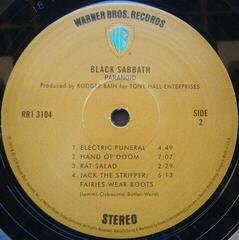 WARNER BROS. RECORDS
BLACK SABBATH
PARANOID
Produced by RODGER BAIN for TONY HALL ENTERPRISES
RR1 3104
SIDE
2
1. ELECTRIC FUNERAL 4:49
2. HAND OF DOOM 7:07
3. RAT SALAD 2:29
4. JACK THE STRIPPER/ 6:13
FAIRIES WEAR BOOTS
(Iommi-Osbourne-Butler-Ward)
STEREO